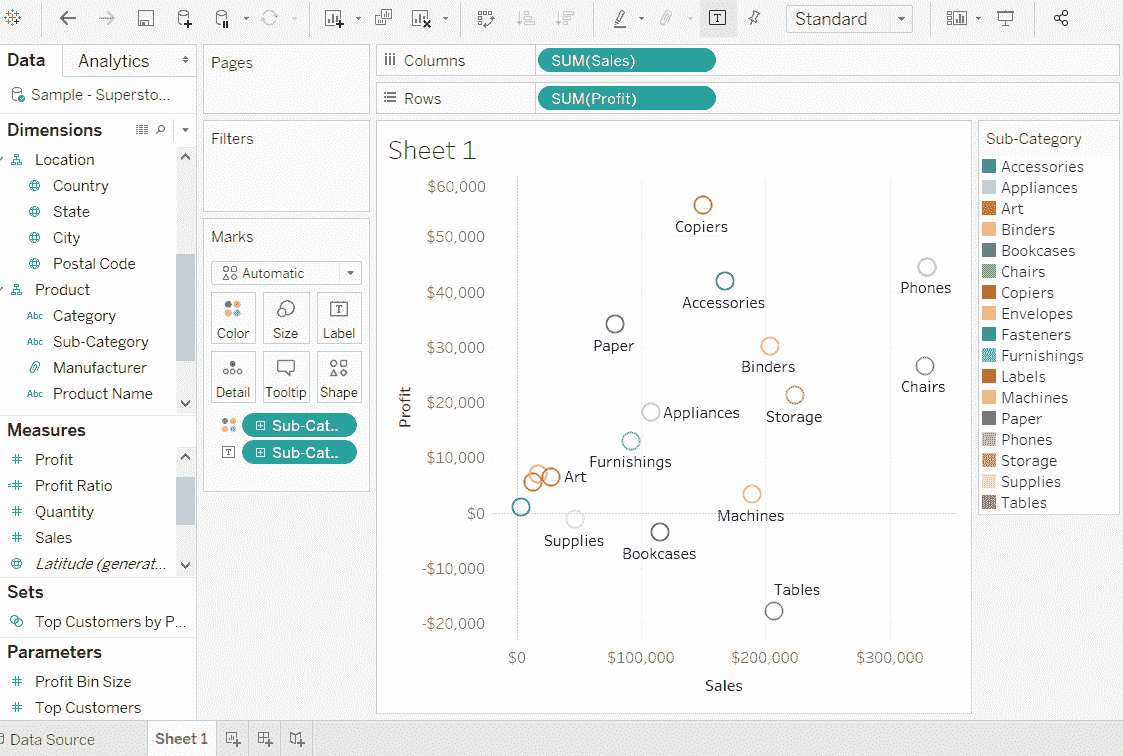 Standard
Data
Analytics
Sample - Supersto...
Dimensions
Location
Country
State
City
Postal Code
Product
Abc Category
Abc Sub-Category
Manufacturer
Abc Product Name
Measures
Profit
Profit Ratio
Quantity
Sales
Latitude (generat...
Sets
Top Customers by P...
Parameters
Profit Bin Size
Top Customers
Pages
Filters
Marks
Automatic
Color Size Label
Detail Tooltip Shape
Sub-Cat..
Sub-Cat..
Columns SUM(Sales)
Rows SUM(Profit)
Sheet 1
Profit
$60,000
$50,000
$40,000
$30,000
$20,000
$10,000
$0
-$10,000
-$20,000
Copiers
Phones
Accessories
Paper
Binders
Chairs
Appliances
Storage
Furnishings
Art
Machines
Supplies
Bookcases
Tables
$0 $100,000 $200,000 $300,000
Sales
Sub-Category
Accessories
Appliances
Art
Binders
Bookcases
Chairs
Copiers
Envelopes
Fasteners
Furnishings
Labels
Machines
Paper
Phones
Storage
Supplies
Tables
Data Source
Sheet 1